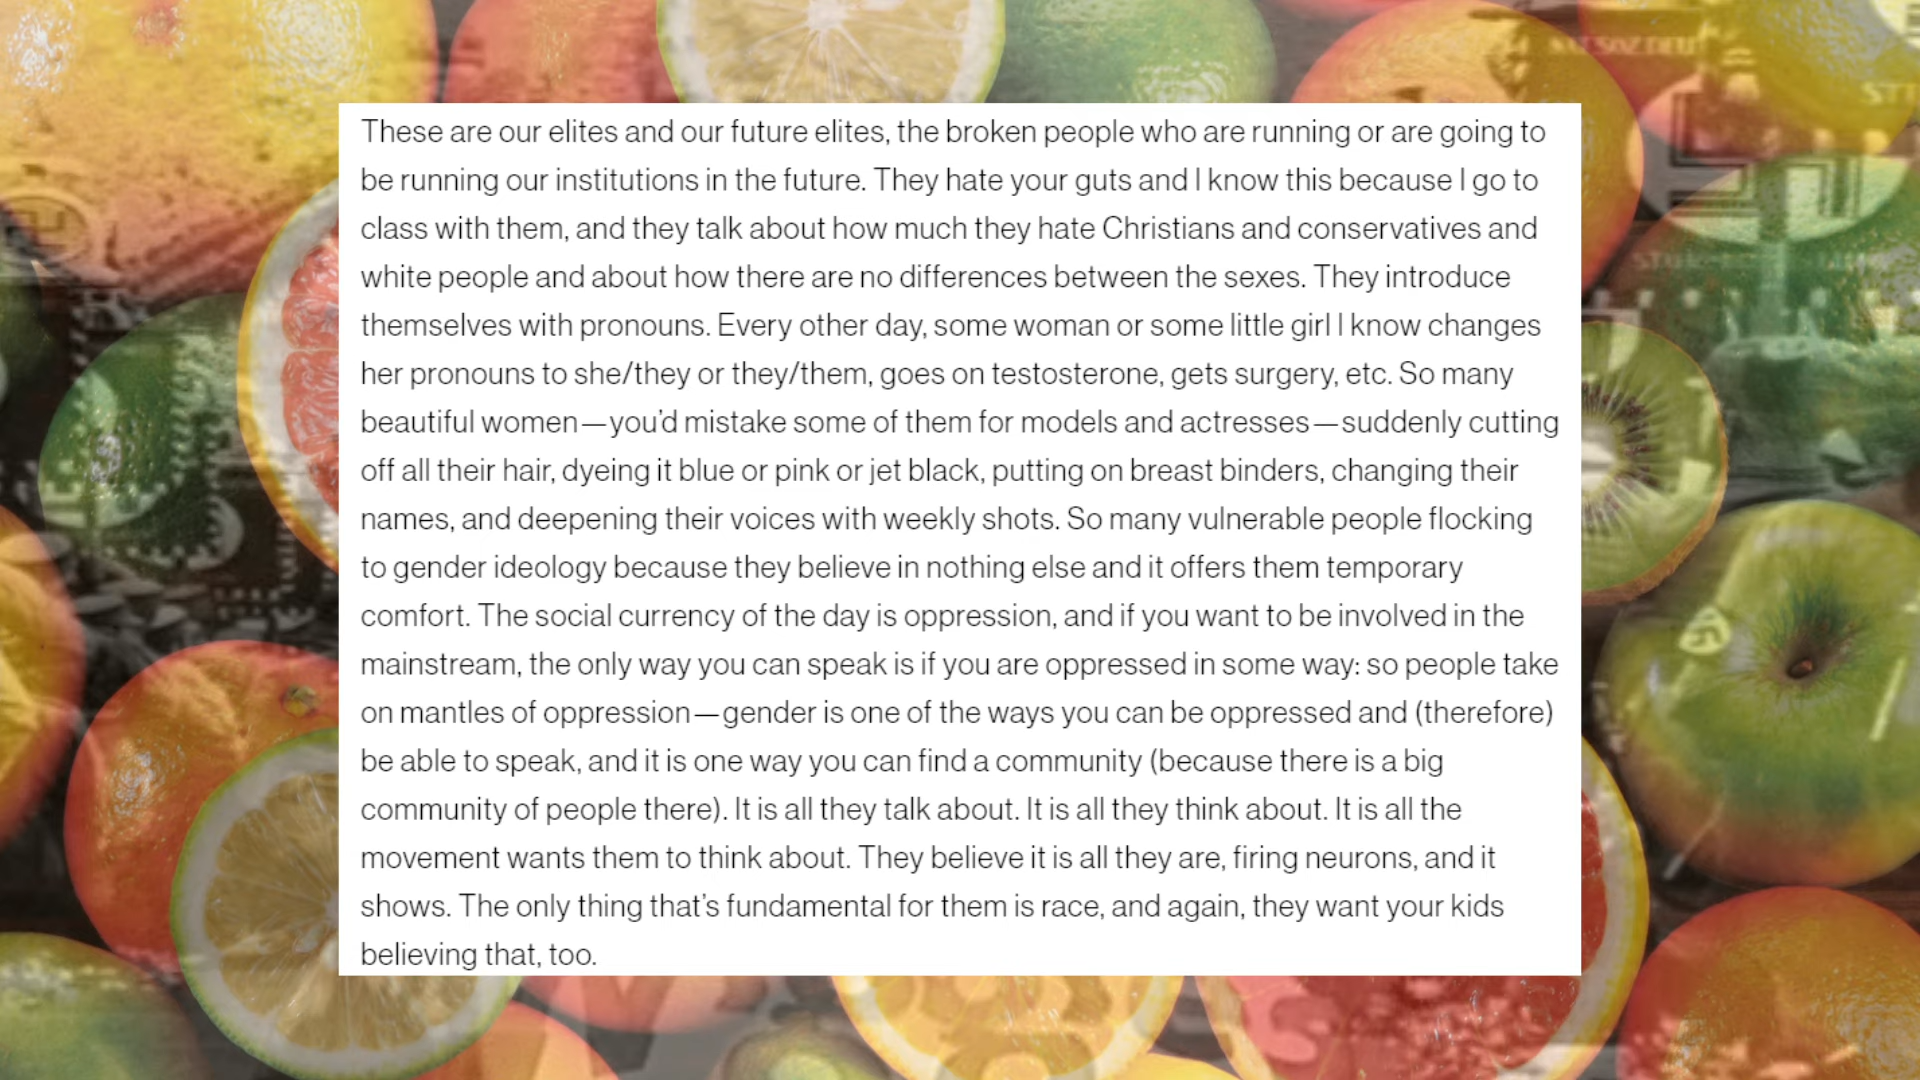 These are our elites and our future elites, the broken people who are running or are going to
be running our institutions in the future. They hate your guts and I know this because I go to
class with them, and they talk about how much they hate Christians and conservatives and
white people and about how there are no differences between the sexes. They introduce
themselves with pronouns. Every other day, some woman or some little girl I know changes
her pronouns to she/they or they/them, goes on testosterone, gets surgery, etc. So many
beautiful women—you’d mistake some of them for models and actresses—suddenly cutting
off all their hair, dyeing it blue or pink or jet black, putting on breast binders, changing their
names, and deepening their voices with weekly shots. So many vulnerable people flocking
to gender ideology because they believe in nothing else and it offers them temporary
comfort. The social currency of the day is oppression, and if you want to be involved in the
mainstream, the only way you can speak is if you are oppressed in some way: so people take
on mantles of oppression—gender is one of the ways you can be oppressed and (therefore)
be able to speak, and it is one way you can find a community (because there is a big
community of people there). It is all they talk about. It is all they think about. It is all the
movement wants them to think about. They believe it is all they are, firing neurons, and it
shows. The only thing that’s fundamental for them is race, and again, they want your kids
believing that, too.